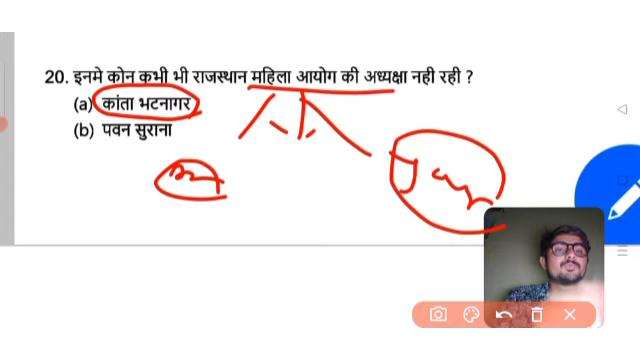 20. इनमे कोन कभी भी राजस्थान महिला आयोग की अध्यक्षा नही रही ?
(a) कांता भटनागर
(b) पवन सुराना